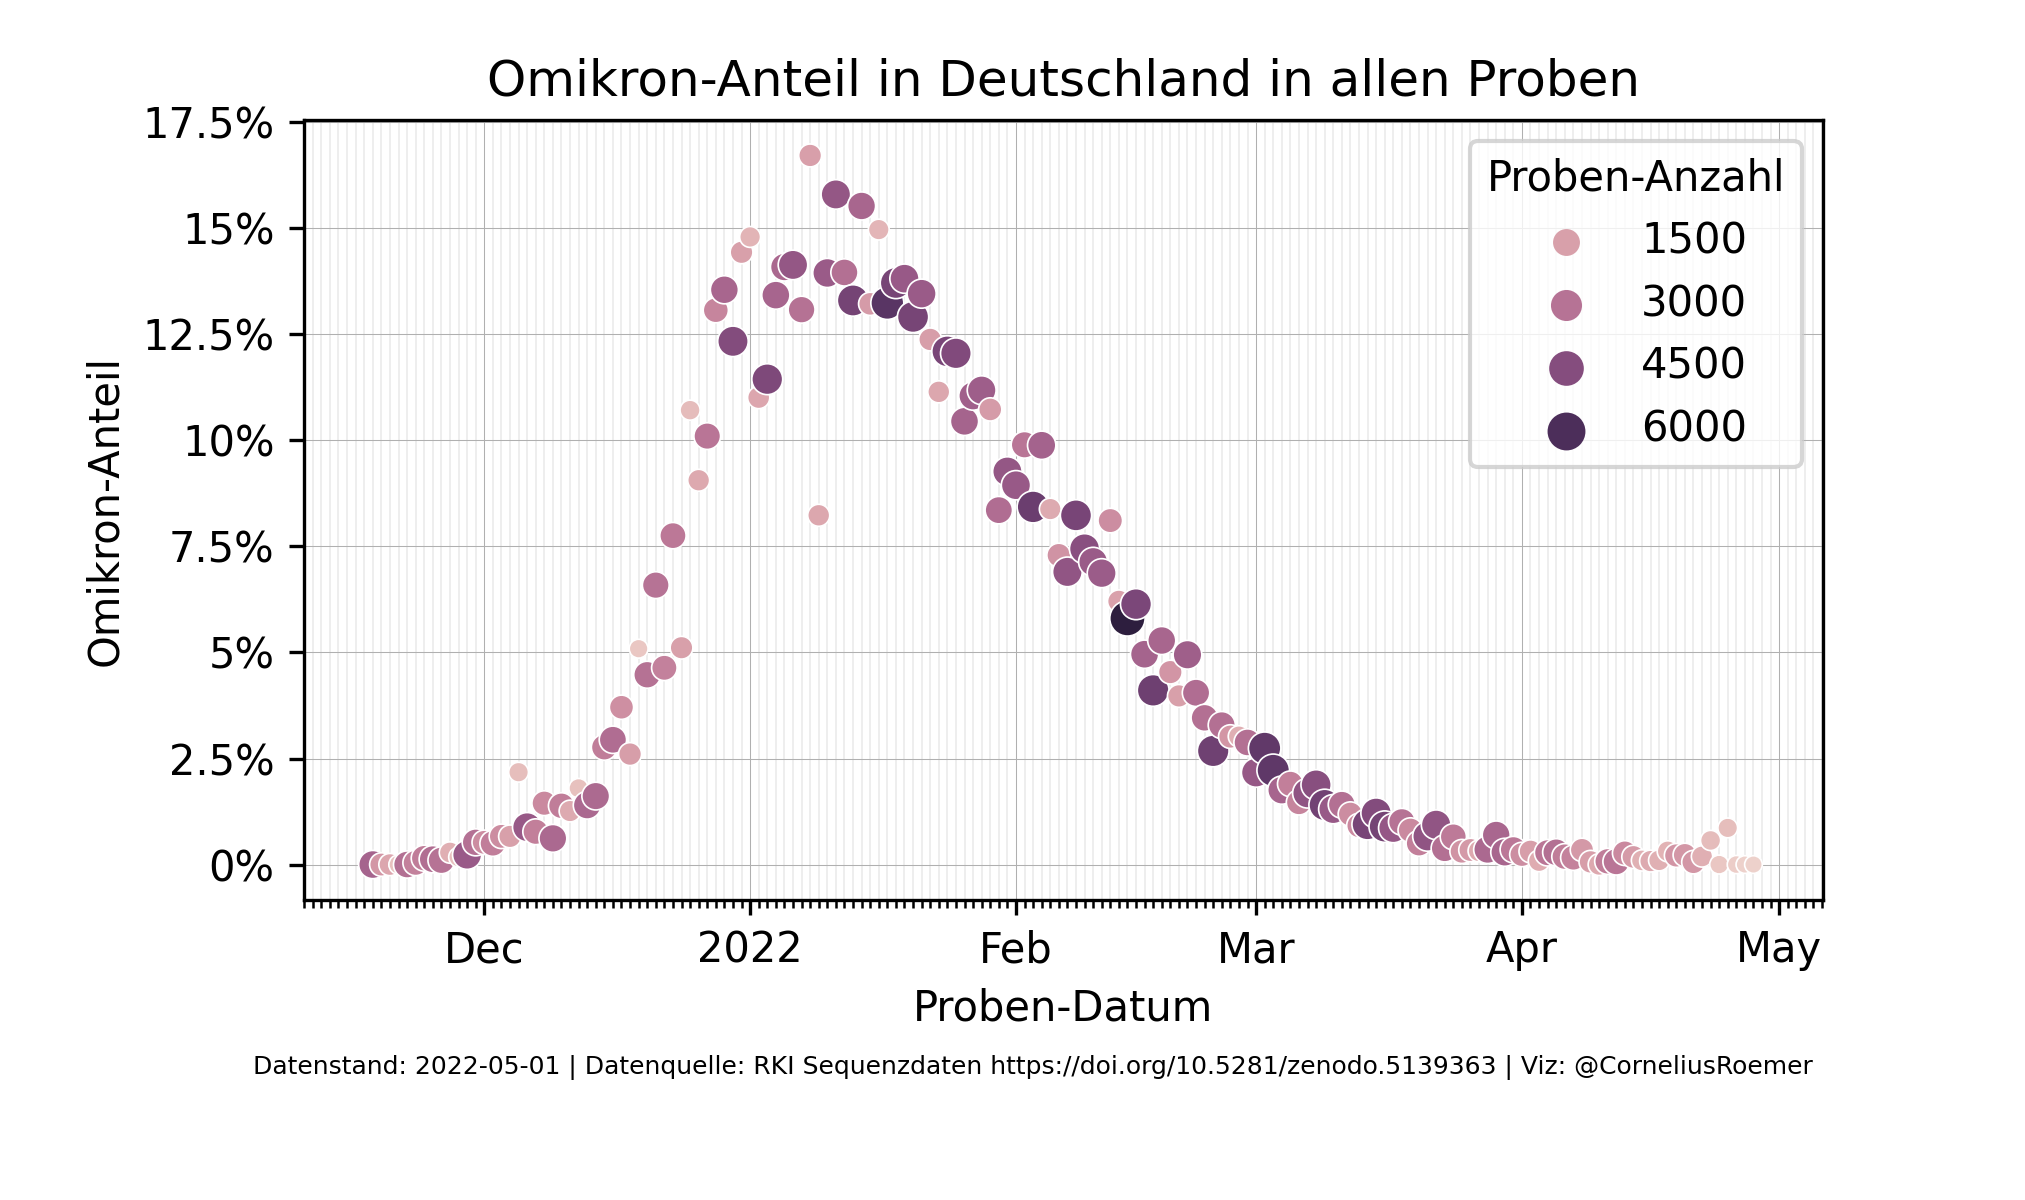 Omikron-Anteil in Deutschland in allen Proben
17.5%
15%
12.5%
10%
7.5%
5%
2.5%
0%
Omikron-Anteil
Proben-Anzahl
1500
3000
4500
6000
Dec
2022
Feb
Mar
Apr
May
Proben-Datum
Datenstand: 2022-05-01 | Datenquelle: RKI Sequenzdaten https://doi.org/10.5281/zenodo.5139363 | Viz: @CorneliusRoemer